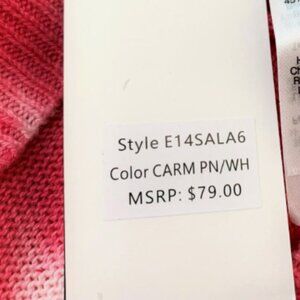 Style E14SALA6
Color CARM PN/WH
MSRP: $79.00